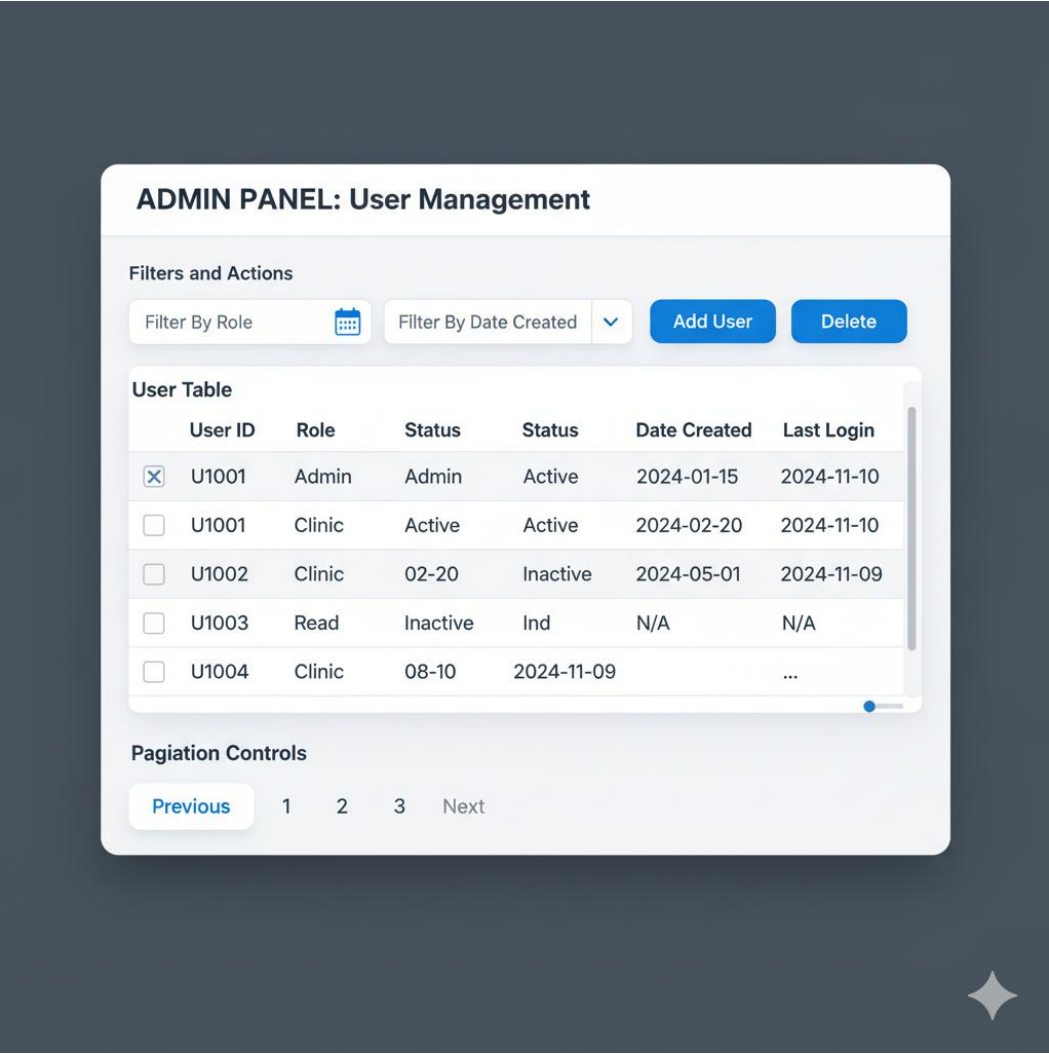 ADMIN PANEL: User Management
Filters and Actions
Filter By Role Filter By Date Created Add User Delete
User Table
User ID Role Status Status Date Created Last Login
U1001 Admin Admin Active 2024-01-15 2024-11-10
U1001 Clinic Active Active 2024-02-20 2024-11-10
U1002 Clinic 02-20 Inactive 2024-05-01 2024-11-09
U1003 Read Inactive Ind N/A N/A
U1004 Clinic 08-10 2024-11-09 ...
Pagiation Controls
Previous 1 2 3 Next